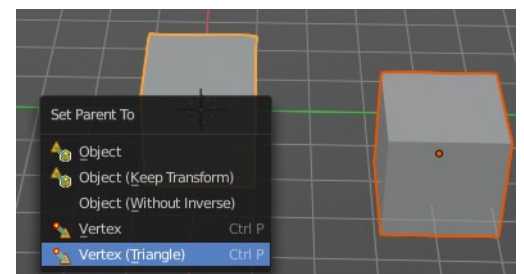 Set Parent To
Object
Object (Keep Transform)
Object (Without Inverse)
Vertex Ctrl P
Vertex (Triangle) Ctrl P